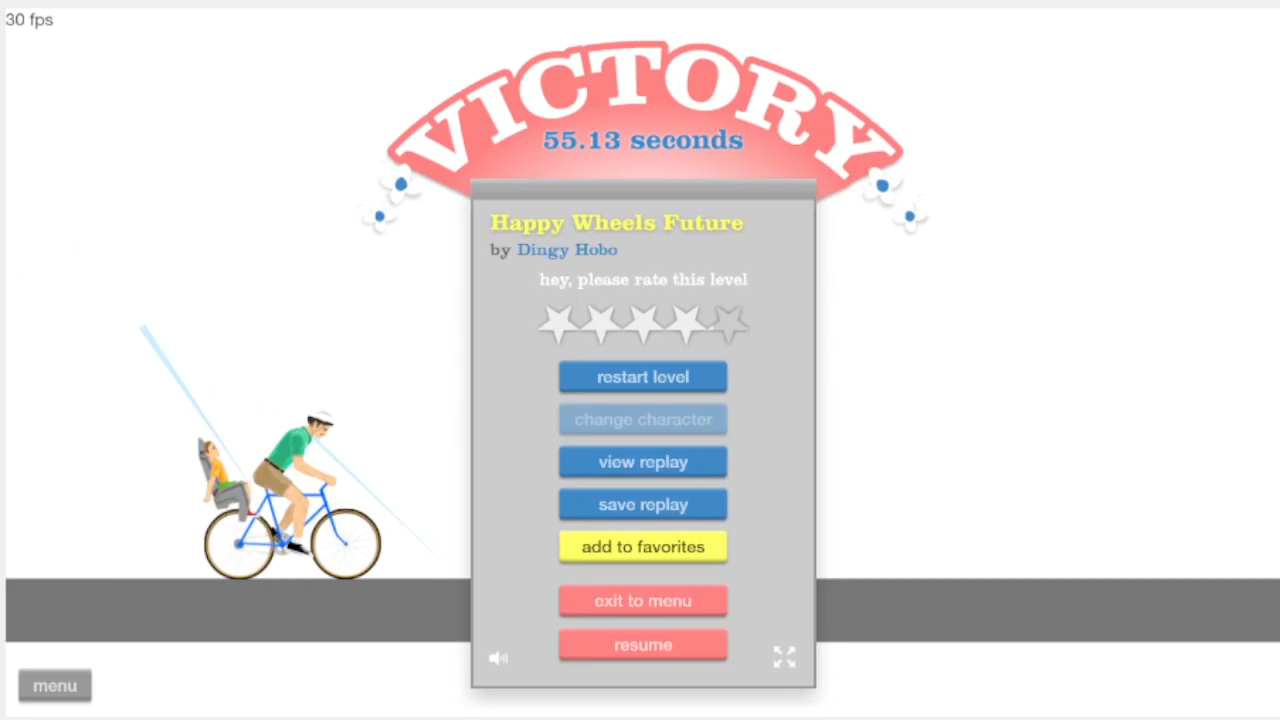 30 fps
VICTORY
55.13 seconds
Happy Wheels Future
by Dingy Hobo
hey, please rate this level
restart level
change character
view replay
save replay
add to favorites
exit to menu
resume
menu